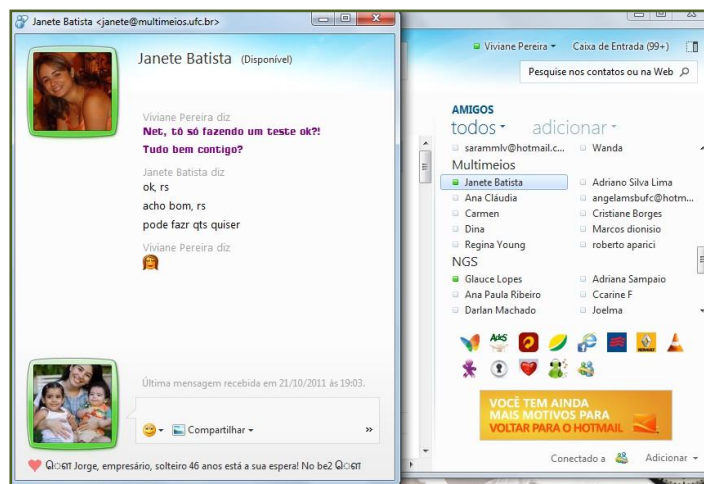 Janete Batista <janete@multimeios.ufc.br>
Janete Batista (Disponível)
Viviane Pereira diz
Net, tô só fazendo um teste ok?!
Tudo bem contigo?
Janete Batista diz
ok, rs
acho bom, rs
pode fazr qts quiser
Viviane Pereira diz
Última mensagem recebida em 21/10/2011 às 19:03.
Compartilhar
»
Jorge, empresário, solteiro 46 anos está a sua espera! No be2
Viviane Pereira Caixa de Entrada (99+)
Pesquise nos contatos ou na Web
AMIGOS
todos adicionar
sarammlv@hotmail.c... Wanda
Multimeios
Janete Batista Adriano Silva Lima
Ana Cláudia angelamsbufc@hotm...
Carmen Cristiane Borges
Dina Marcos dionisio
Regina Young roberto aparici
NGS
Glauce Lopes Adriana Sampaio
Ana Paula Ribeiro Ccarine F
Darlan Machado Joelma
VOCÊ TEM AINDA
MAIS MOTIVOS PARA
VOLTAR PARA O HOTMAIL
Conectado a Adicionar